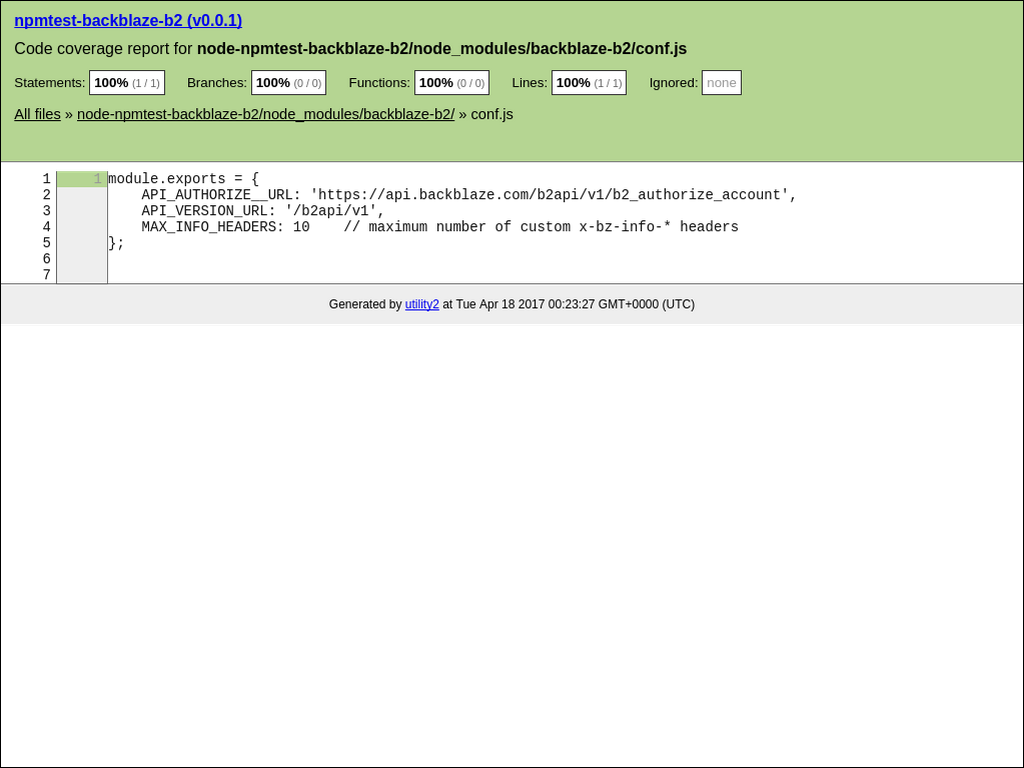 npmtest-backblaze-b2 (v0.0.1)
Code coverage report for node-npmtest-backblaze-b2/node_modules/backblaze-b2/conf.js
Statements: 100% (1 / 1) Branches: 100% (0 / 0) Functions: 100% (0 / 0) Lines: 100% (1 / 1) Ignored: none
All files » node-npmtest-backblaze-b2/node_modules/backblaze-b2/ » conf.js
1 1 module.exports = {
2 API_AUTHORIZE__URL: 'https://api.backblaze.com/b2api/v1/b2_authorize_account',
3 API_VERSION_URL: '/b2api/v1',
4 MAX_INFO_HEADERS: 10 // maximum number of custom x-bz-info-* headers
5 };
6
7
Generated by utility2 at Tue Apr 18 2017 00:23:27 GMT+0000 (UTC)